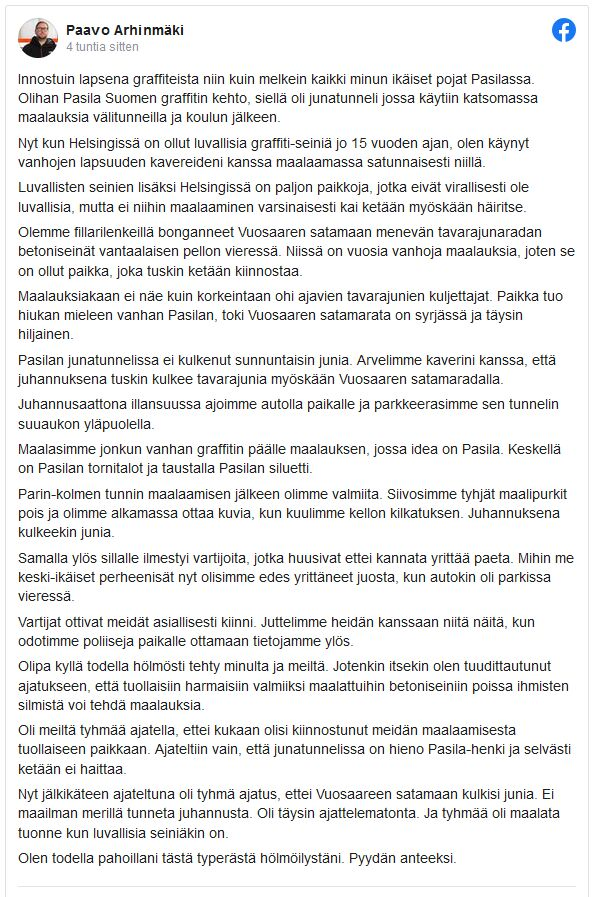 Paavo Arhinmäki
4 tuntia sitten
Innostuin lapsena graffiteista niin kuin melkein kaikki minun ikäiset pojat Pasilassa.
Olihan Pasila Suomen graffitin kehto, siellä oli junatunneli jossa käytiin katsomassa
maalauksia välitunneilla ja koulun jälkeen.
Nyt kun Helsingissä on ollut luvallisia graffiti-seiniä jo 15 vuoden ajan, olen käynyt
vanhojen lapsuuden kavereideni kanssa maalaamassa satunnaisesti niillä.
Luvallisten seinien lisäksi Helsingissä on paljon paikkoja, jotka eivät virallisesti ole
luvallisia, mutta ei niihin maalaaminen varsinaisesti kai ketään myöskään häiritse.
Olemme fillarilenkeillä bonganneet Vuosaaren satamaan menevän tavarajunaradan
betoniseinät vantaalaisen pellon vieressä. Niissä on vuosia vanhoja maalauksia, joten se
on ollut paikka, joka tuskin ketään kiinnostaa.
Maalauksiakaan ei näe kuin korkeintaan ohi ajavien tavarajunien kuljettajat. Paikka tuo
hiukan mieleen vanhan Pasilan, toki Vuosaaren satamarata on syrjässä ja täysin
hiljainen.
Pasilan junatunnelissa ei kulkenut sunnuntaisin junia. Arvelimme kaverini kanssa, että
juhannuksena tuskin kulkee tavarajunia myöskään Vuosaaren satamaradalla.
Juhannusaattona illansuussa ajoimme autolla paikalle ja parkkeerasimme sen tunnelin
suuaukon yläpuolella.
Maalasimme jonkun vanhan graffitin päälle maalauksen, jossa idea on Pasila. Keskellä
on Pasilan tornitalot ja taustalla Pasilan siluetti.
Parin-kolmen tunnin maalaamisen jälkeen olimme valmiita. Siivosimme tyhjät maalipurkit
pois ja olimme alkamassa ottaa kuvia, kun kuulimme kellon kilkatuksen. Juhannuksena
kulkeekin junia.
Samalla ylös sillalle ilmestyi vartijoita, jotka huusivat ettei kannata yrittää paeta. Mihin me
keski-ikäiset perheenisät nyt olisimme edes yrittäneet juosta, kun autokin oli parkissa
vieressä.
Vartijat ottivat meidät asiallisesti kiinni. Juttelimme heidän kanssaan niitä näitä, kun
odotimme poliiseja paikalle ottamaan tietojamme ylös.
Olipa kyllä todella hölmösti tehty minulta ja meiltä. Jotenkin itsekin olen tuudittautunut
ajatukseen, että tuollaisiin harmaisiin valmiiksi maalattuihin betoniseiniin poissa ihmisten
silmistä voi tehdä maalauksia.
Oli meiltä tyhmää ajatella, ettei kukaan olisi kiinnostunut meidän maalaamisesta
tuollaiseen paikkaan. Ajateltiin vain, että junatunnelissa on hieno Pasila-henki ja selvästi
ketään ei haittaa.
Nyt jälkikäteen ajateltuna oli tyhmä ajatus, ettei Vuosaareen satamaan kulkisi junia. Ei
maailman merillä tunneta juhannusta. Oli täysin ajattelematonta. Ja tyhmää oli maalata
tuonne kun luvallisia seiniäkin on.
Olen todella pahoillani tästä typerästä hölmöilystäni. Pyydän anteeksi.